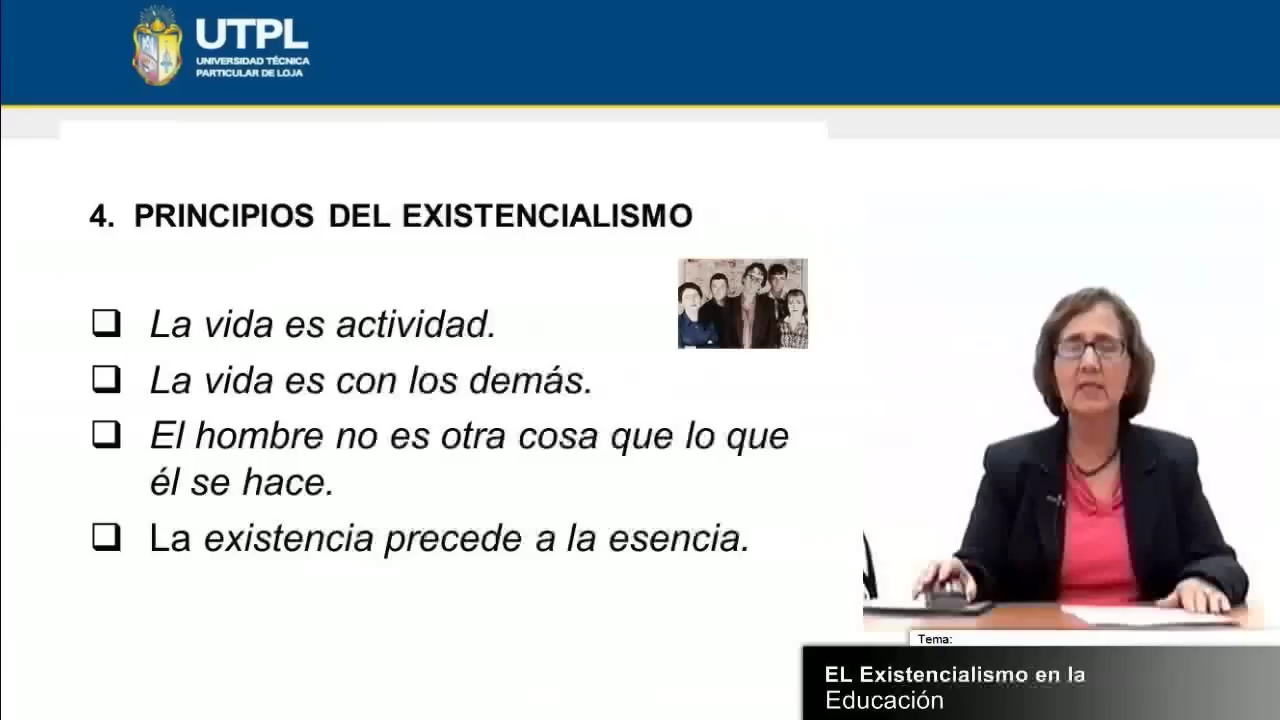 UTPL
UNIVERSIDAD TÉCNICA
PARTICULAR DE LOJA
4. PRINCIPIOS DEL EXISTENCIALISMO
La vida es actividad.
La vida es con los demás.
El hombre no es otra cosa que lo que
él se hace.
La existencia precede a la esencia.
Tema:
EL Existencialismo en la
Educación